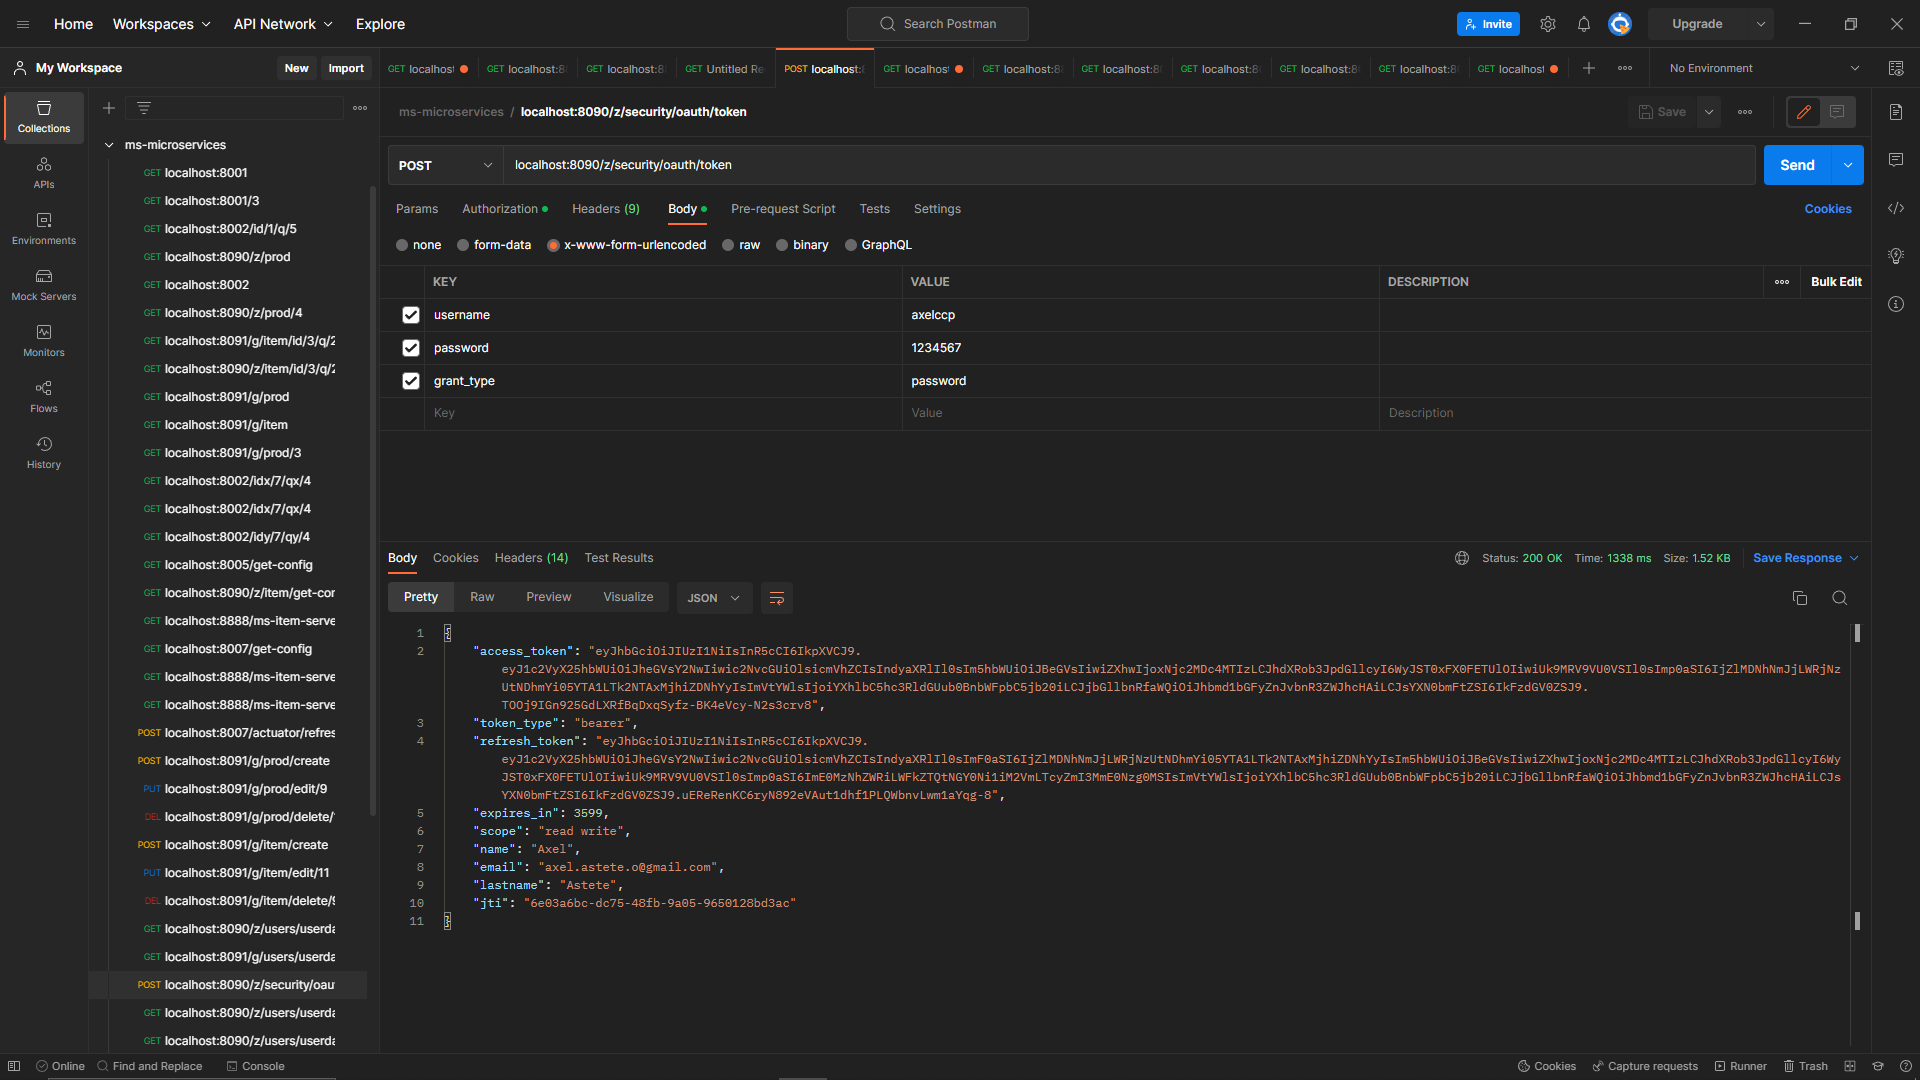 Home Workspaces API Network Explore Search Postman Invite Upgrade
My Workspace New Import
GET localhost GET localhost:8 GET localhost:8 GET Untitled Re POST localhost: GET localhost GET localhost:8 GET localhost:8 GET localhost:8 GET localhost:8 GET localhost:8 GET localhost No Environment
Collections
APIs
Environments
Mock Servers
Monitors
Flows
History
ms-microservices
GET localhost:8001
GET localhost:8001/3
GET localhost:8002/id/1/q/5
GET localhost:8090/z/prod
GET localhost:8002
GET localhost:8090/z/prod/4
GET localhost:8091/g/item/id/3/q/2
GET localhost:8090/z/item/id/3/q/2
GET localhost:8091/g/prod
GET localhost:8091/g/item
GET localhost:8091/g/prod/3
GET localhost:8002/idx/7/qx/4
GET localhost:8002/idx/7/qx/4
GET localhost:8002/idy/7/qy/4
GET localhost:8005/get-config
GET localhost:8090/z/item/get-cor
GET localhost:8888/ms-item-serve
GET localhost:8007/get-config
GET localhost:8888/ms-item-serve
GET localhost:8888/ms-item-serve
POST localhost:8007/actuator/refres
POST localhost:8091/g/prod/create
PUT localhost:8091/g/prod/edit/9
DEL localhost:8091/g/prod/delete/
POST localhost:8091/g/item/create
PUT localhost:8091/g/item/edit/11
DEL localhost:8091/g/item/delete/9
GET localhost:8090/z/users/userda
GET localhost:8091/g/users/userda
POST localhost:8090/z/security/oau
GET localhost:8090/z/users/userda
GET localhost:8090/z/users/userda
ms-microservices / localhost:8090/z/security/oauth/token Save
POST localhost:8090/z/security/oauth/token Send
Params Authorization Headers (9) Body Pre-request Script Tests Settings Cookies
none form-data x-www-form-urlencoded raw binary GraphQL
KEY VALUE DESCRIPTION Bulk Edit
username axelccp
password 1234567
grant_type password
Key Value Description
Body Cookies Headers (14) Test Results Status: 200 OK Time: 1338 ms Size: 1.52 KB Save Response
Pretty Raw Preview Visualize JSON
1 {
2 "access_token": "eyJhbGciOiJIUzI1NiIsInR5cCI6IkpXVCJ9.
3 "token_type": "bearer",
4 "refresh_token": "eyJhbGciOiJIUzI1NiIsInR5cCI6IkpXVCJ9.
5 "expires_in": 3599,
6 "scope": "read write",
7 "name": "Axel",
8 "email": "axel.astete.o@gmail.com",
9 "lastname": "Astete",
10 "jti": "6e03a6bc-dc75-48fb-9a05-9650128bd3ac"
11 }
Online Find and Replace Console Cookies Capture requests Runner Trash